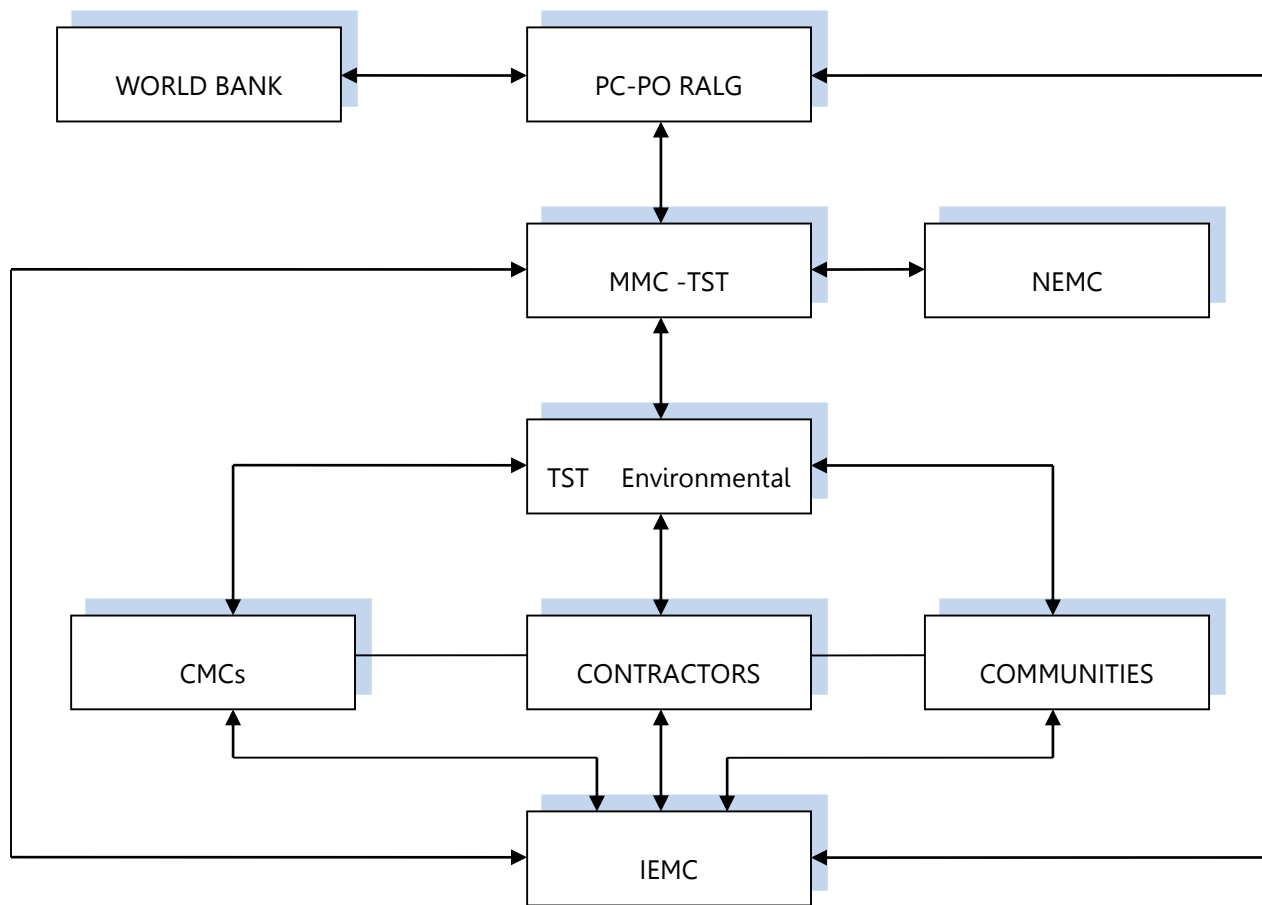 WORLD BANK
PC-PO RALG
MMC -TST
NEMC
TST Environmental
CMCs
CONTRACTORS
COMMUNITIES
IEMC